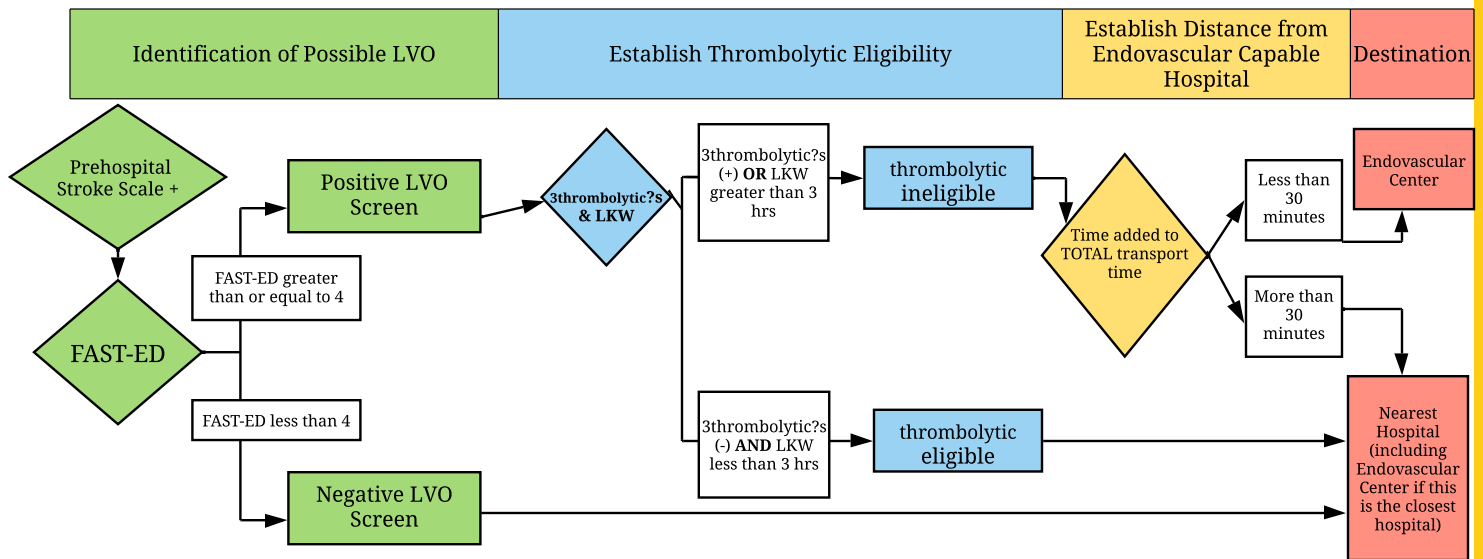 Identification of Possible LVO
Establish Thrombolytic Eligibility
Establish Distance from
Endovascular Capable
Hospital
Destination
Prehospital
Stroke Scale +
FAST-ED
FAST-ED greater
than or equal to 4
FAST-ED less than 4
Positive LVO
Screen
Negative LVO
Screen
3thrombolytic?s
& LKW
3thrombolytic?s
(+) OR LKW
greater than 3
hrs
thrombolytic
ineligible
3thrombolytic?s
(-) AND LKW
less than 3 hrs
thrombolytic
eligible
Time added to
TOTAL transport
time
Less than
30
minutes
More than
30
minutes
Endovascular
Center
Nearest
Hospital
(including
Endovascular
Center if this
is the closest
hospital)